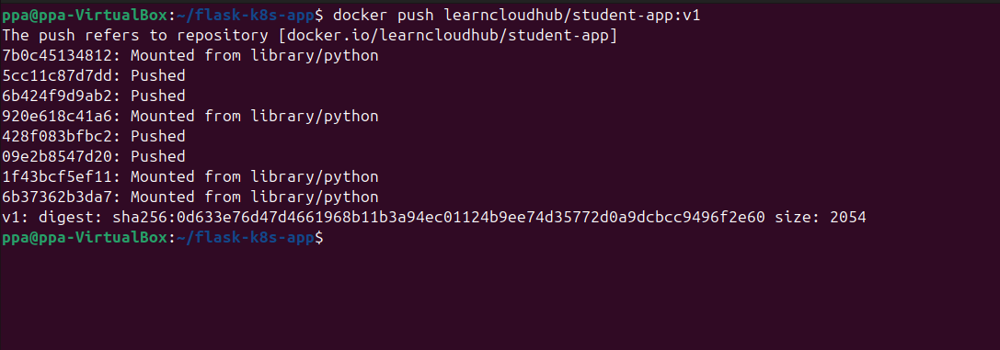 ppa@ppa-VirtualBox:~/flask-k8s-app$ docker push learncloudhub/student-app:v1
The push refers to repository [docker.io/learncloudhub/student-app]
7b0c45134812: Mounted from library/python
5cc11c87d7dd: Pushed
6b424f9d9ab2: Pushed
920e618c41a6: Mounted from library/python
428f083bfbc2: Pushed
09e2b8547d20: Pushed
1f43bcf5ef11: Mounted from library/python
6b37362b3da7: Mounted from library/python
v1: digest: sha256:0d633e76d47d4661968b11b3a94ec01124b9ee74d35772d0a9dcbcc9496f2e60 size: 2054
ppa@ppa-VirtualBox:~/flask-k8s-app$